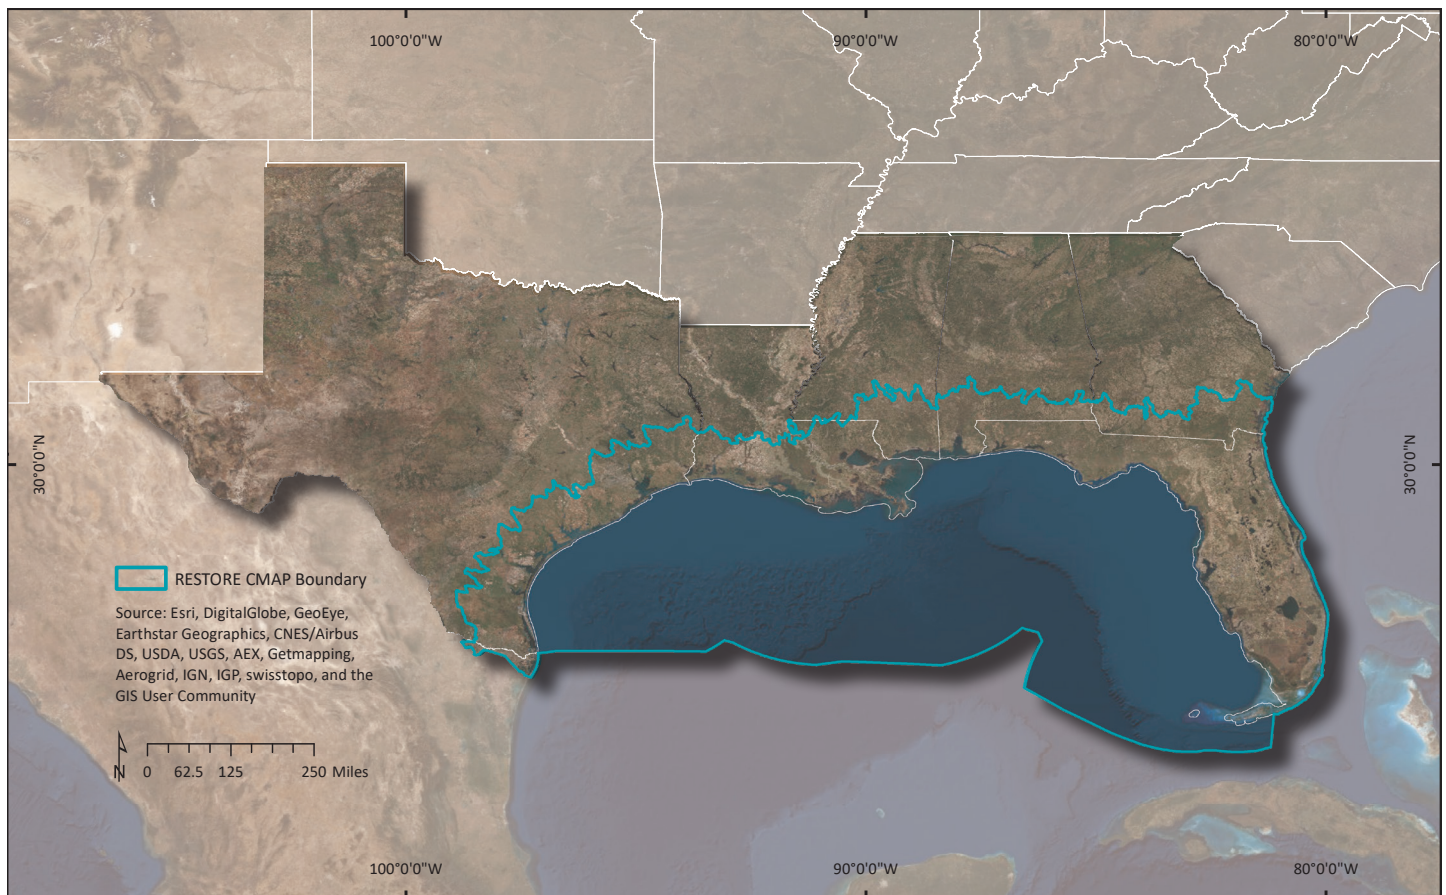 100°0'0"W
90°0'0"W
80°0'0"W
30°0'0"N
30°0'0"N
RESTORE CMAP Boundary
Source: Esri, DigitalGlobe, GeoEye,
Earthstar Geographics, CNES/Airbus
DS, USDA, USGS, AEX, Getmapping,
Aerogrid, IGN, IGP, swisstopo, and the
GIS User Community
N
0 62.5 125 250 Miles
100°0'0"W
90°0'0"W
80°0'0"W